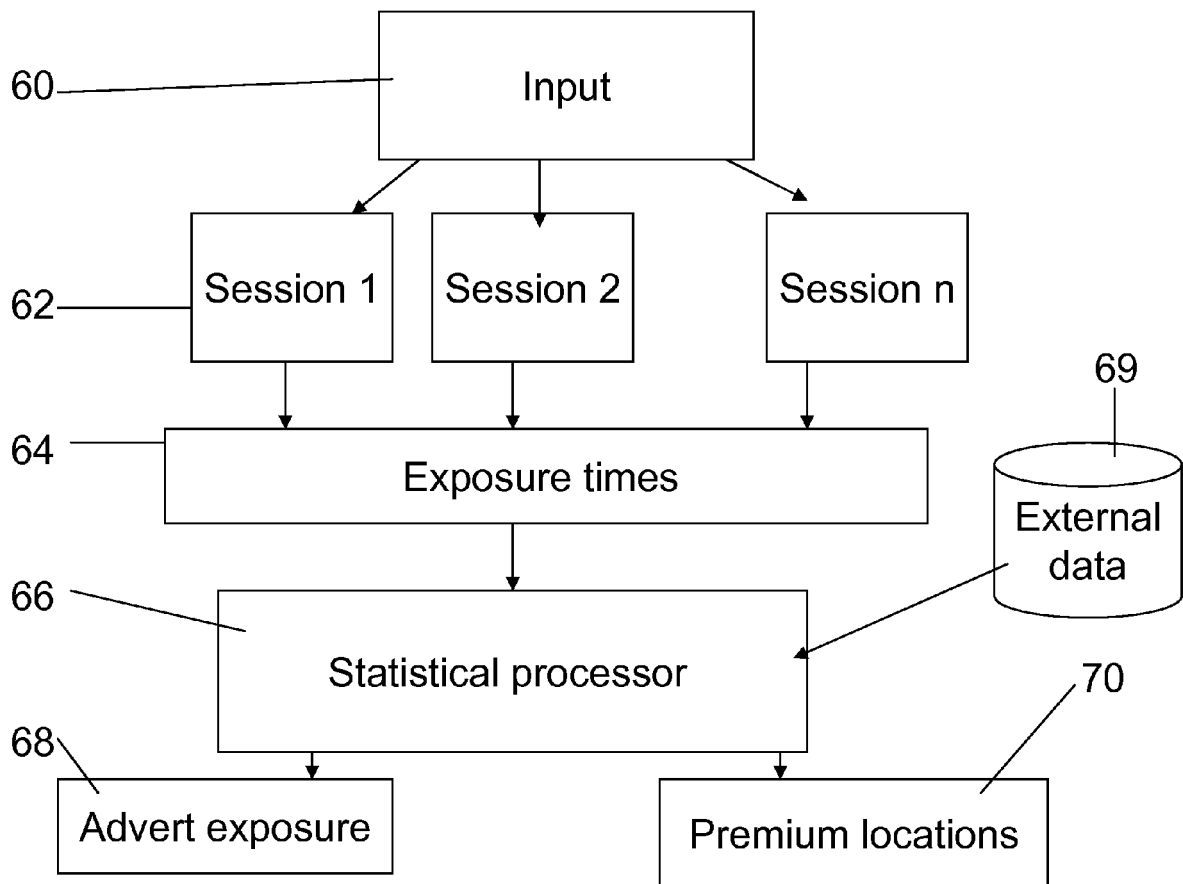 60
Input
62
Session 1
Session 2
Session n
69
64
Exposure times
External
data
66
Statistical processor
70
68
Advert exposure
Premium locations